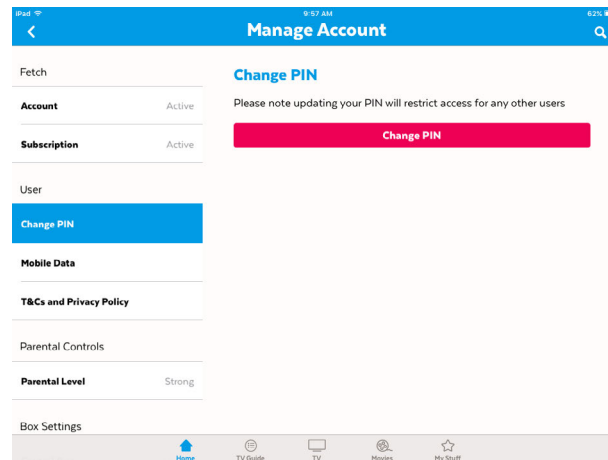 iPad 9:57 AM 62%
Manage Account
Fetch
Account Active
Subscription Active
User
Change PIN
Mobile Data
T&Cs and Privacy Policy
Parental Controls
Parental Level Strong
Box Settings
Change PIN
Please note updating your PIN will restrict access for any other users
Change PIN
Home TV Guide TV Movies My Stuff